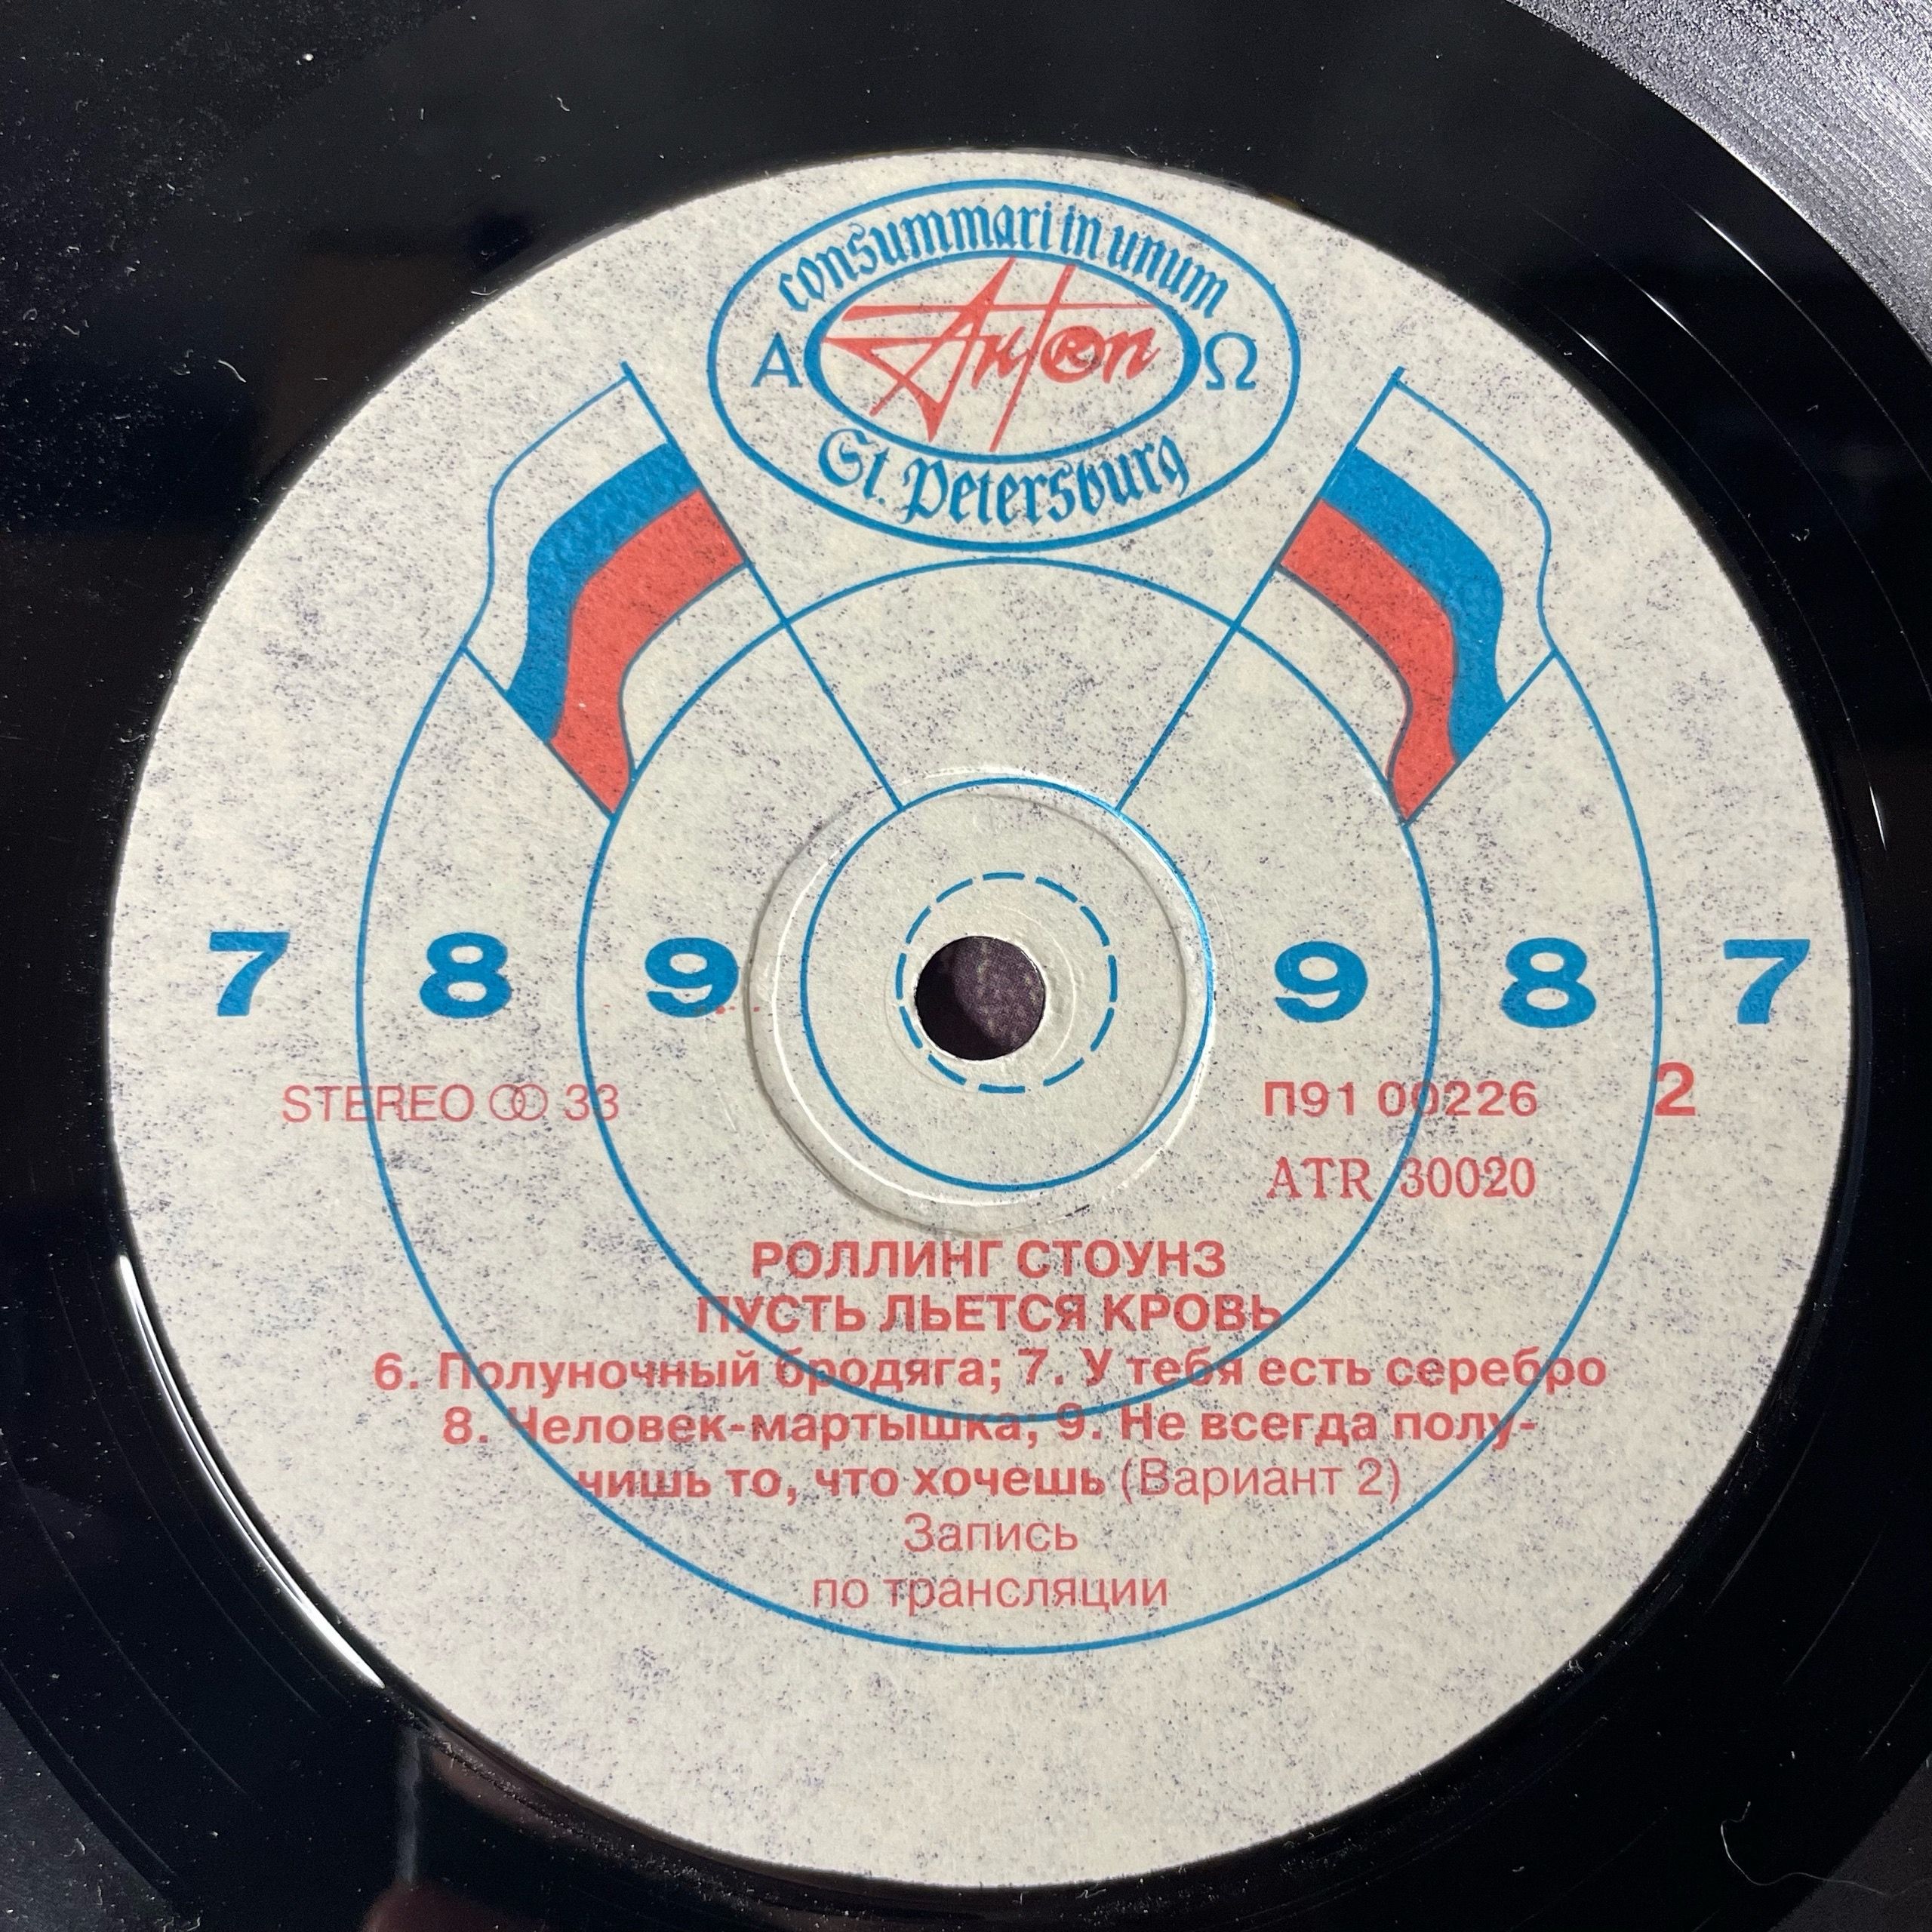 consummari in unum
Α Антоп Ω
St. Petersburg
7 8 9 9 8 7
STEREO 33
П91 00226
2
ATR 30020
РОЛЛИНГ СТОУНЗ
ПУСТЬ ЛЬЕТСЯ КРОВЬ
6. Полуночный бродяга; 7. У тебя есть серебро
8. Человек-мартышка; 9. Не всегда полу-
чишь то, что хочешь (Вариант 2)
Запись
по трансляции